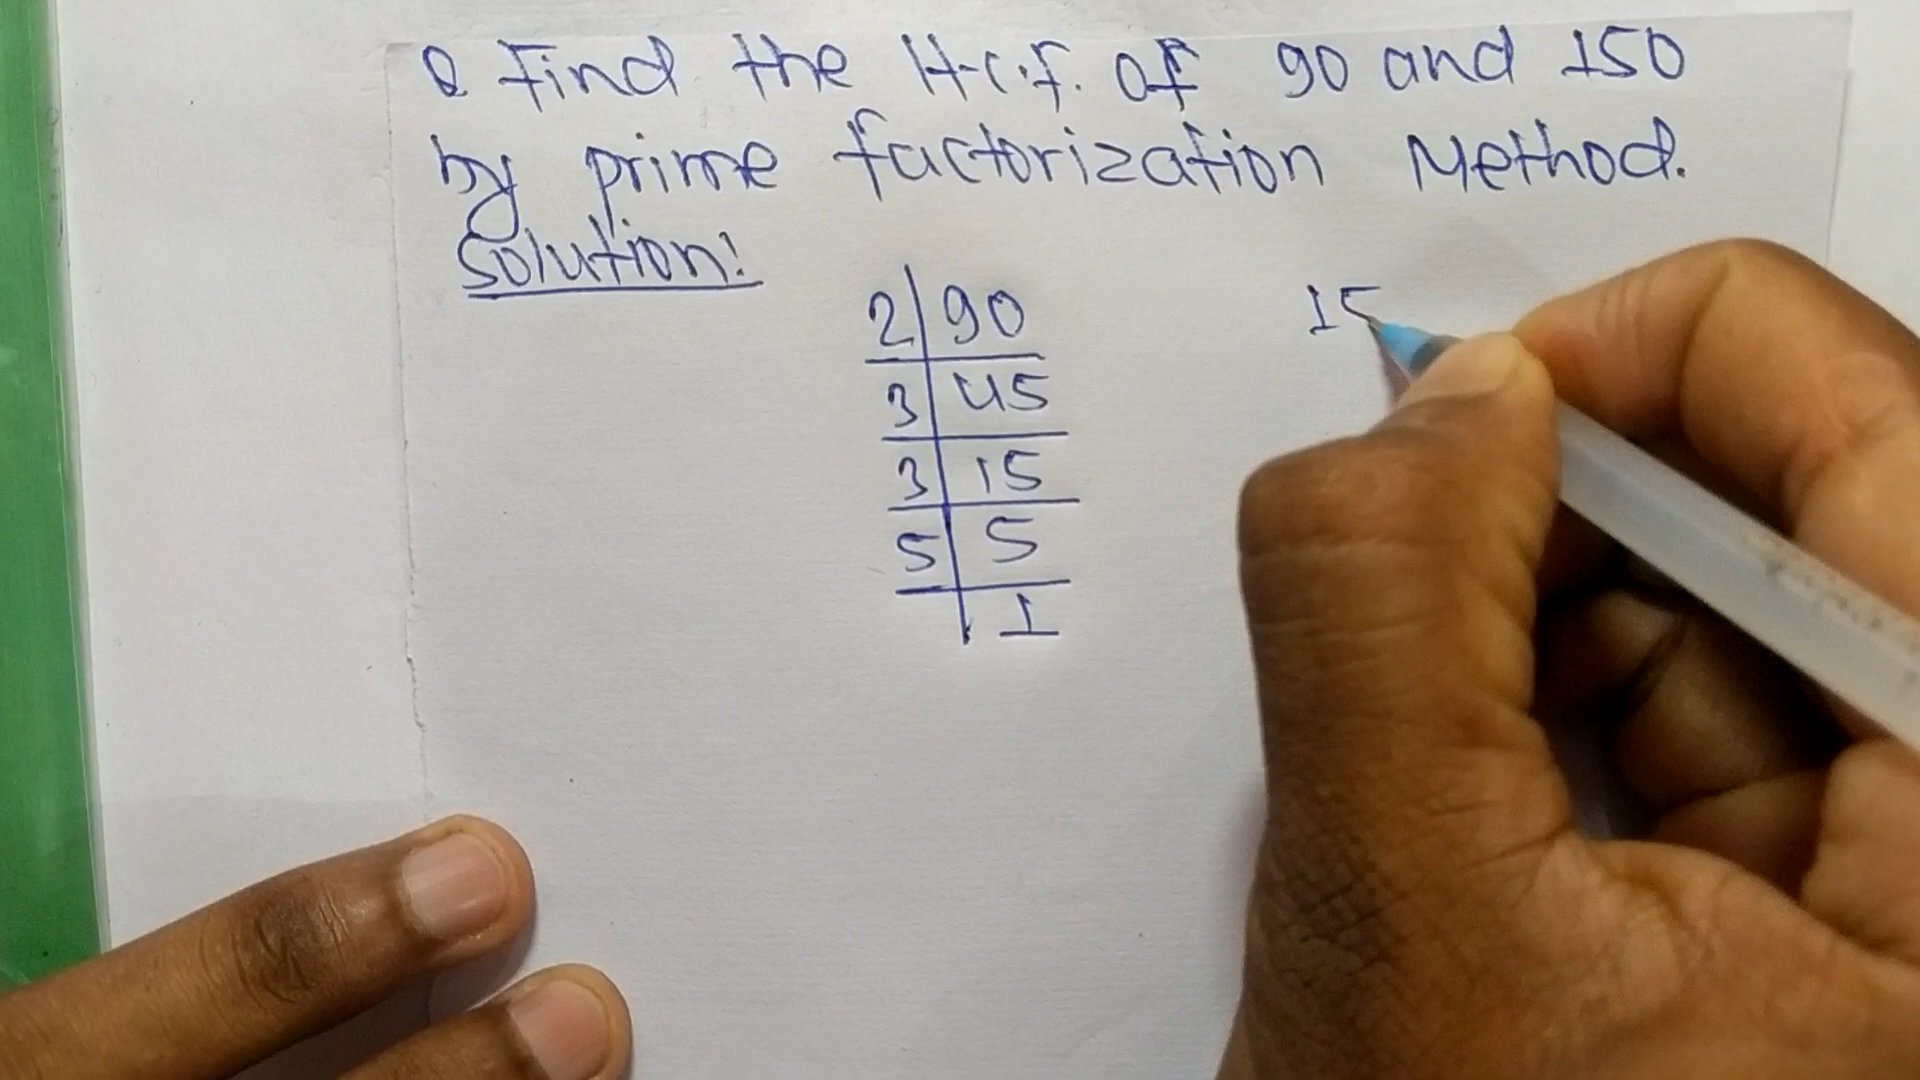 Q Find the H.C.F. of 90 and 150
by prime factorization Method.
Solution:
2 | 90
3 | 45
3 | 15
5 | 5
| 1
15